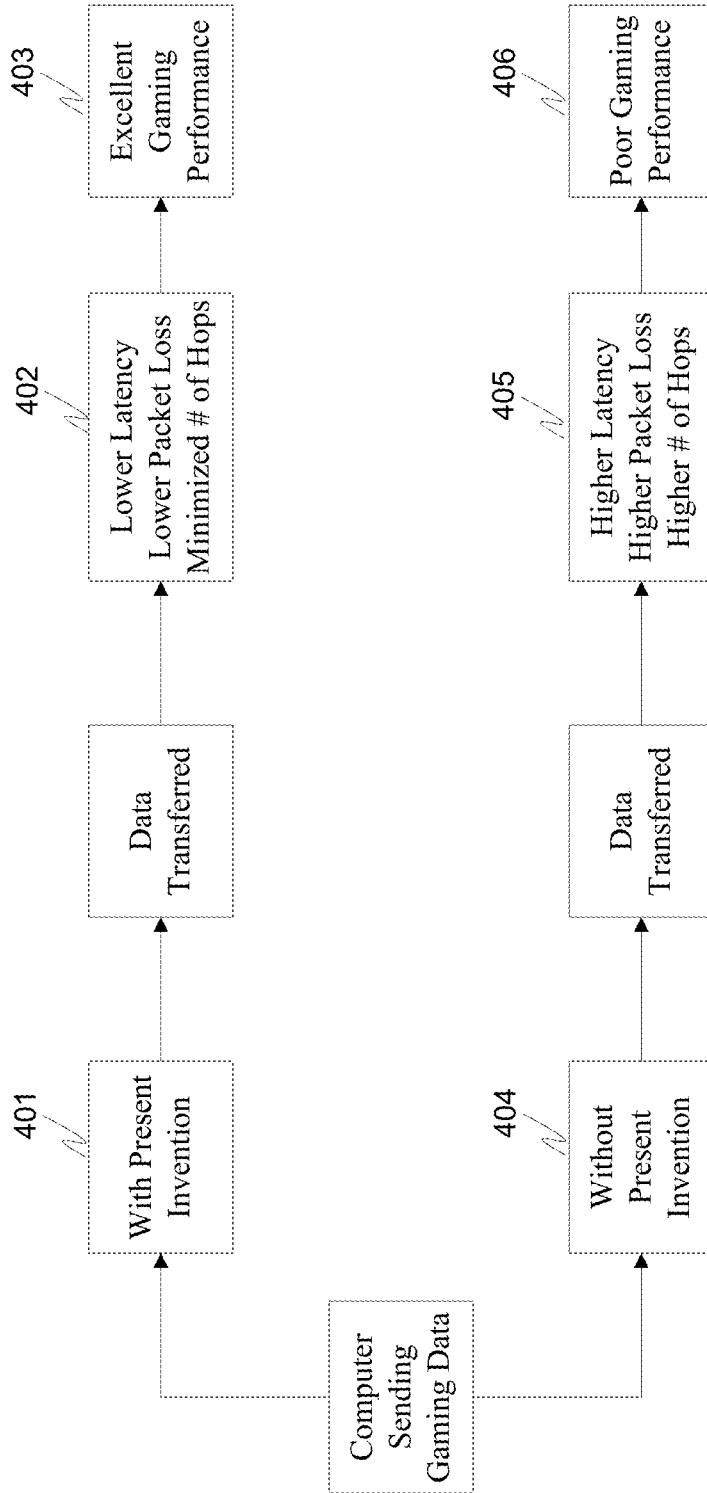 Computer
Sending
Gaming Data
401
With Present
Invention
Data
Transferred
402
Lower Latency
Lower Packet Loss
Minimized # of Hops
403
Excellent
Gaming
Performance
404
Without
Present
Invention
Data
Transferred
405
Higher Latency
Higher Packet Loss
Higher # of Hops
406
Poor Gaming
Performance